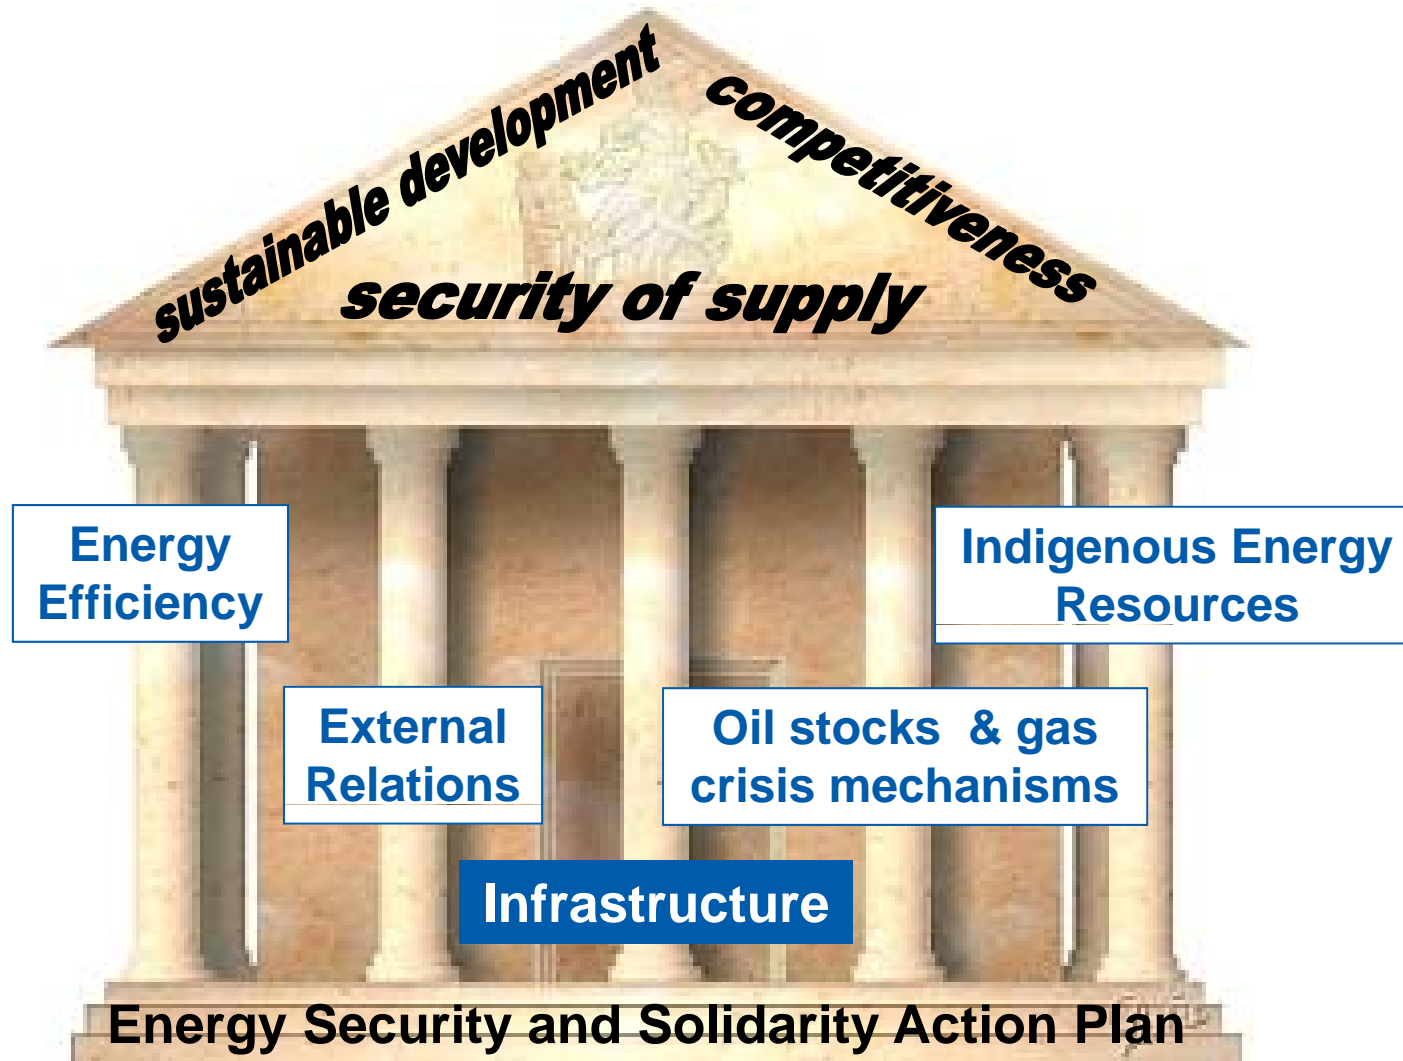 sustainable development
competitiveness
security of supply
Energy
Efficiency
Indigenous Energy
Resources
External
Relations
Oil stocks & gas
crisis mechanisms
Infrastructure
Energy Security and Solidarity Action Plan